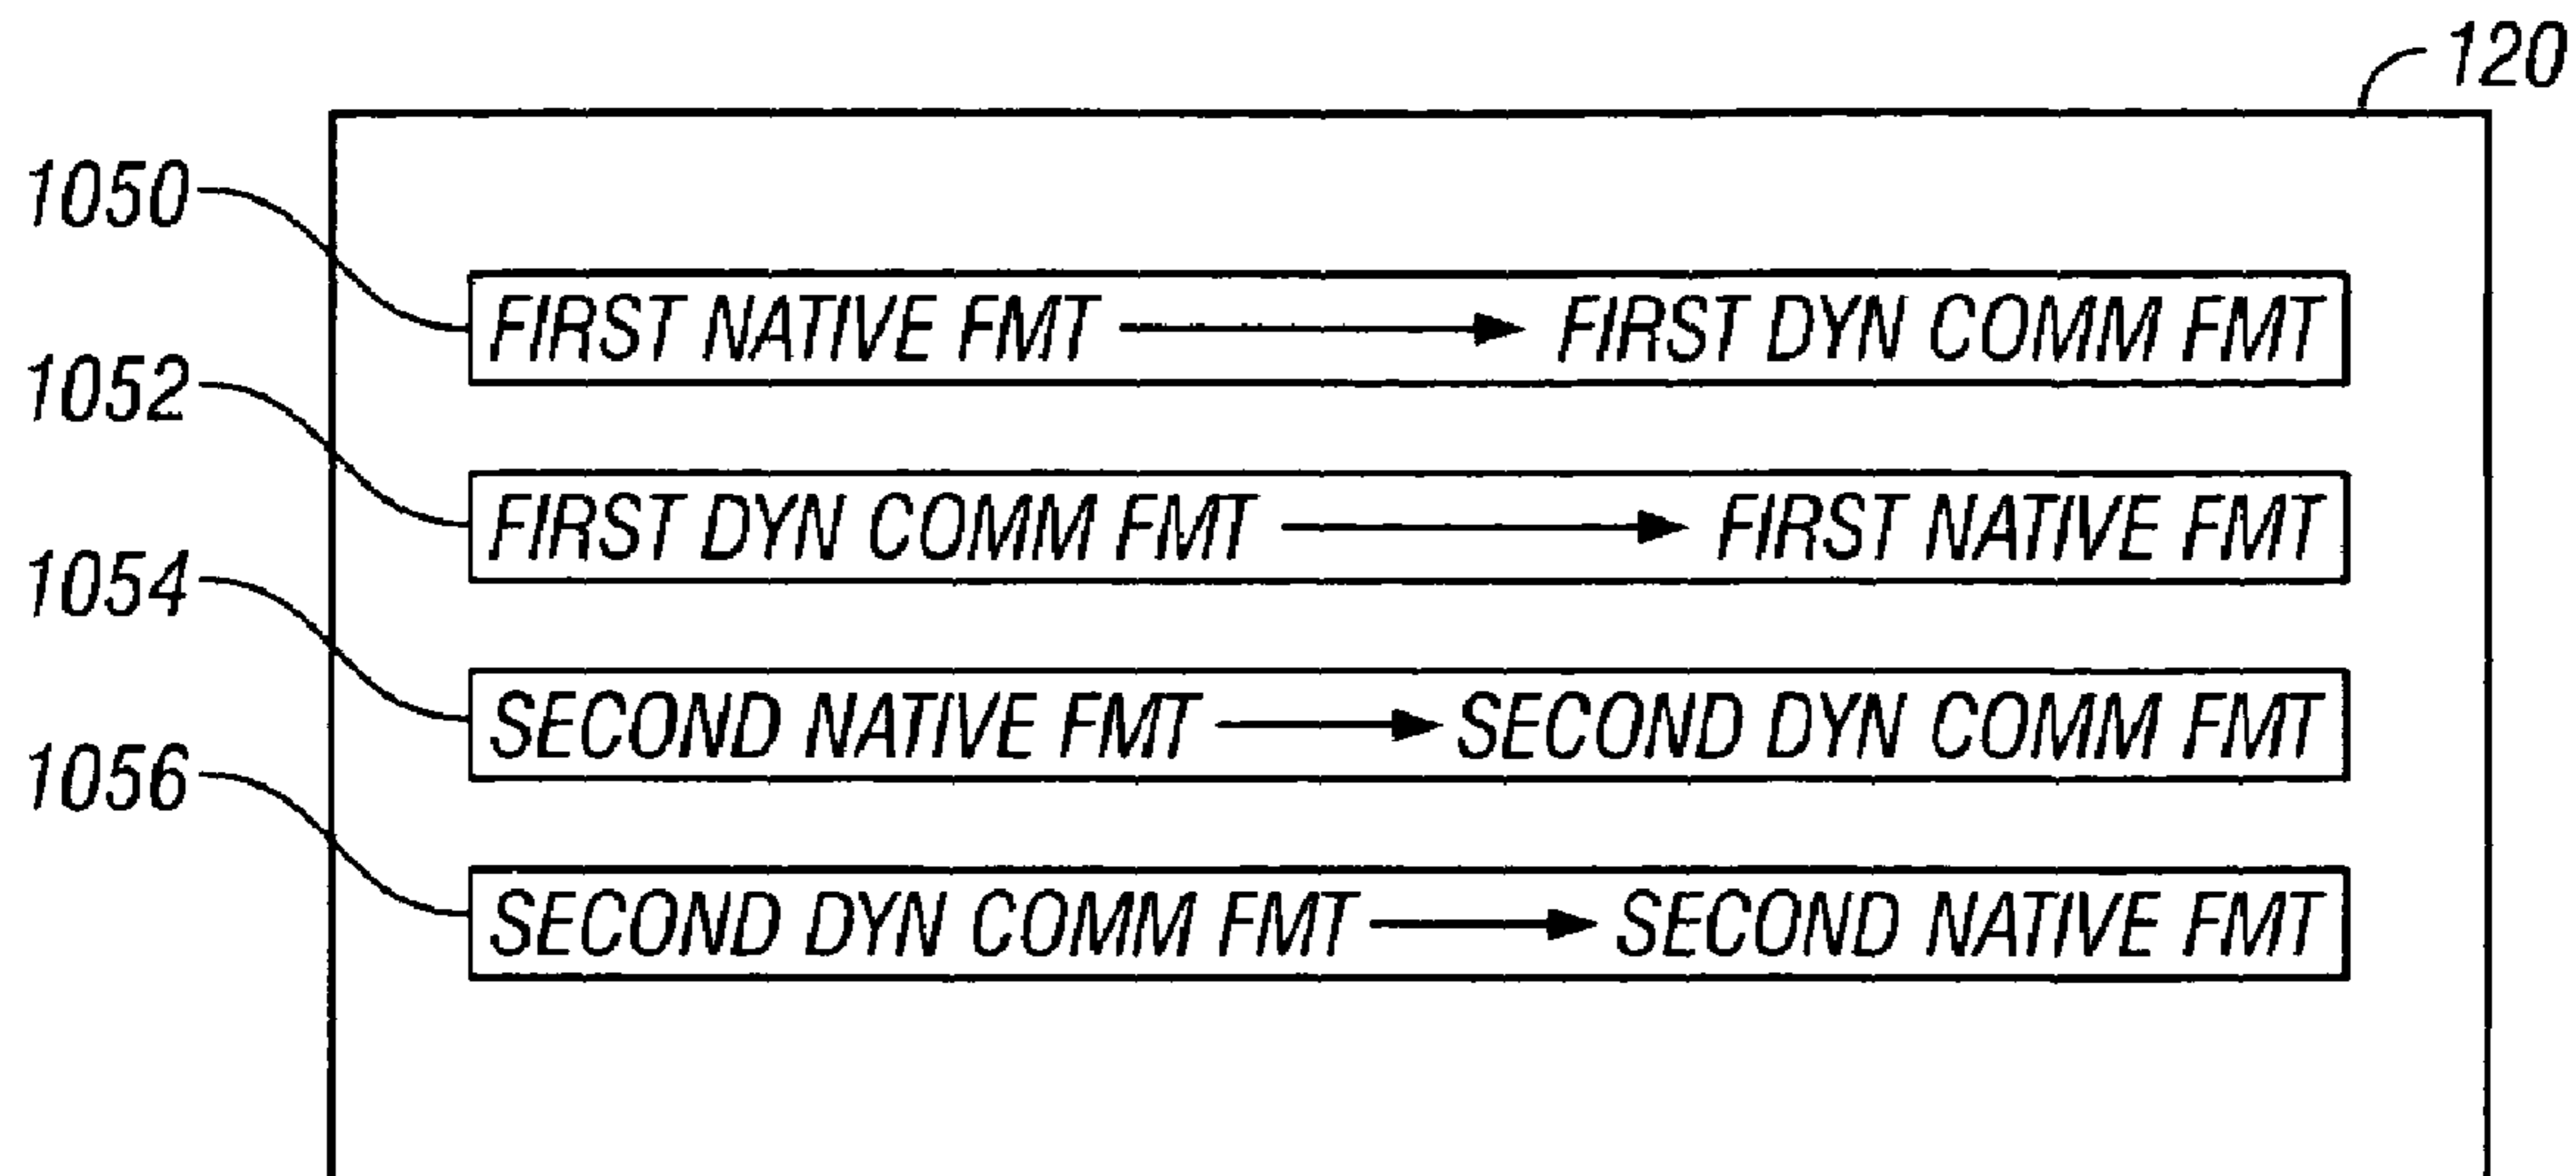 120
1050
FIRST NATIVE FMT → FIRST DYN COMM FMT
1052
FIRST DYN COMM FMT → FIRST NATIVE FMT
1054
SECOND NATIVE FMT → SECOND DYN COMM FMT
1056
SECOND DYN COMM FMT → SECOND NATIVE FMT